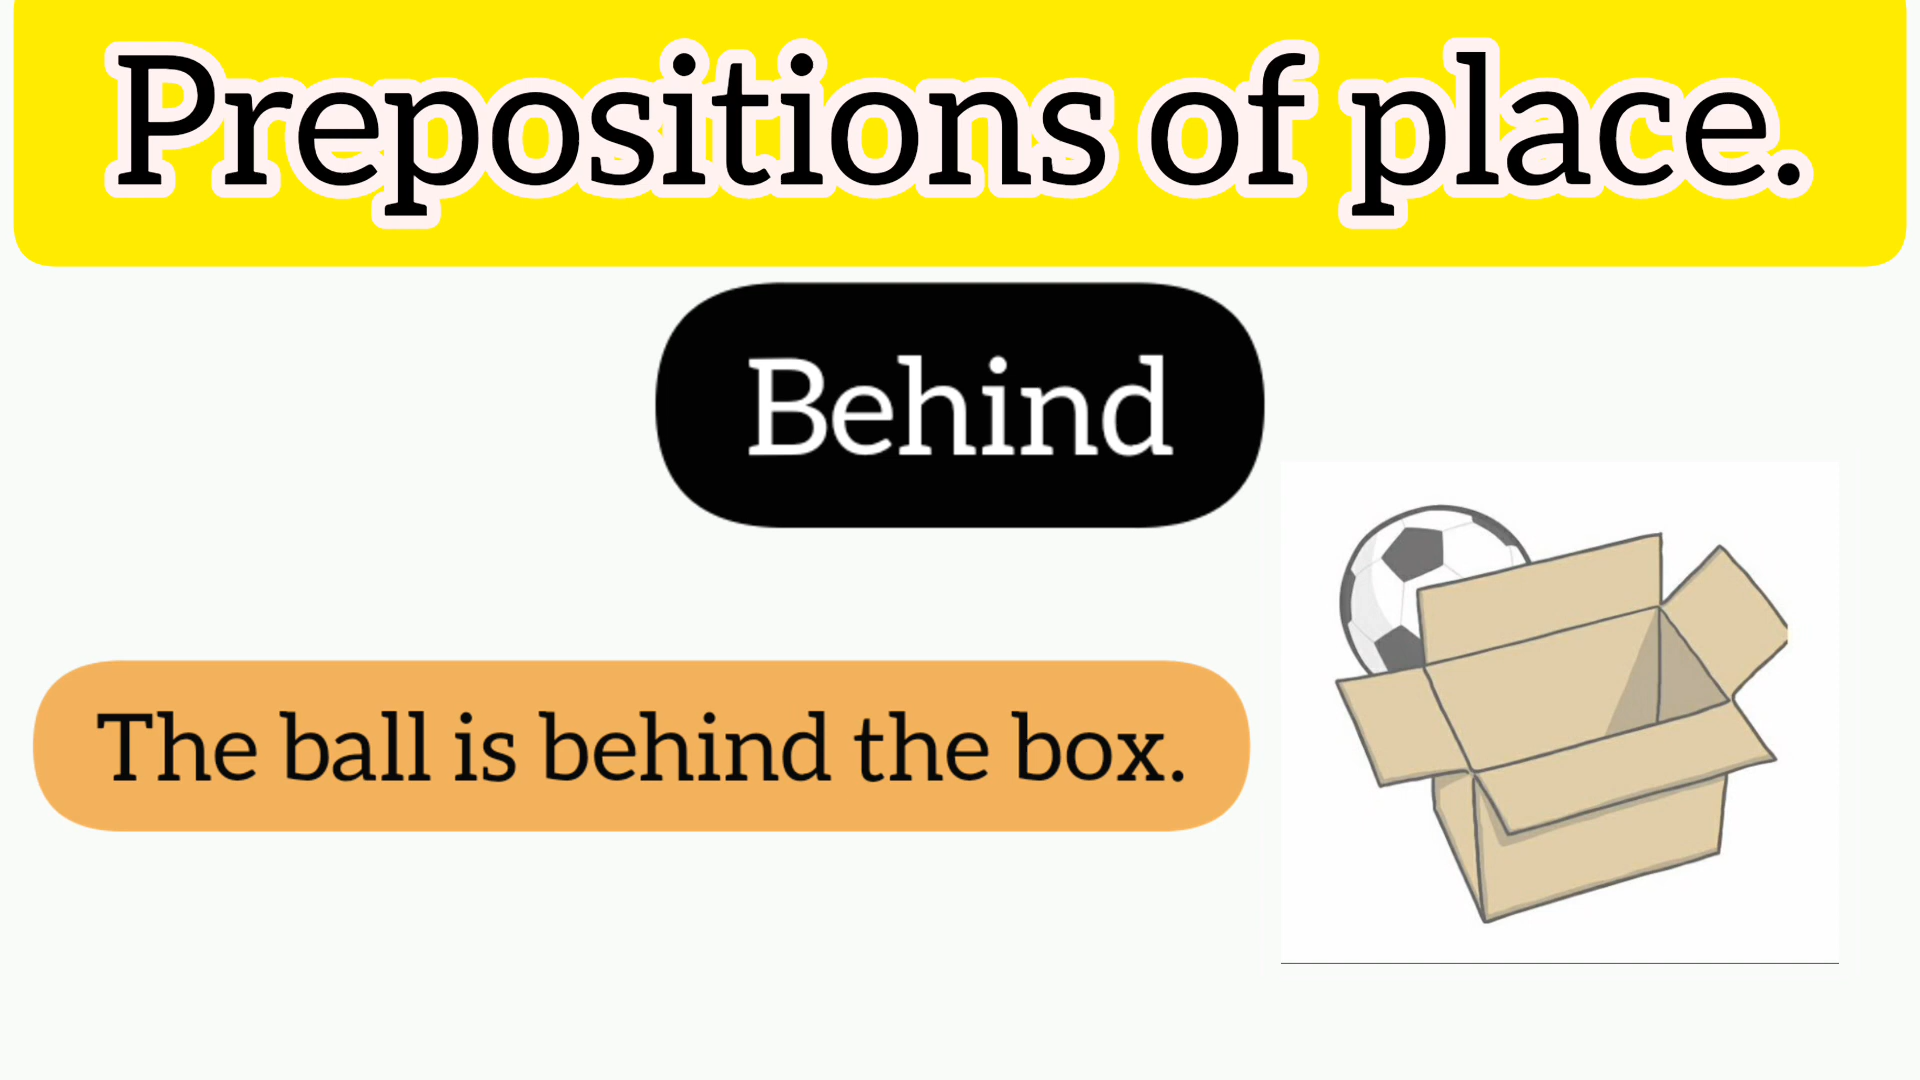 Prepositions of place.
Behind
The ball is behind the box.